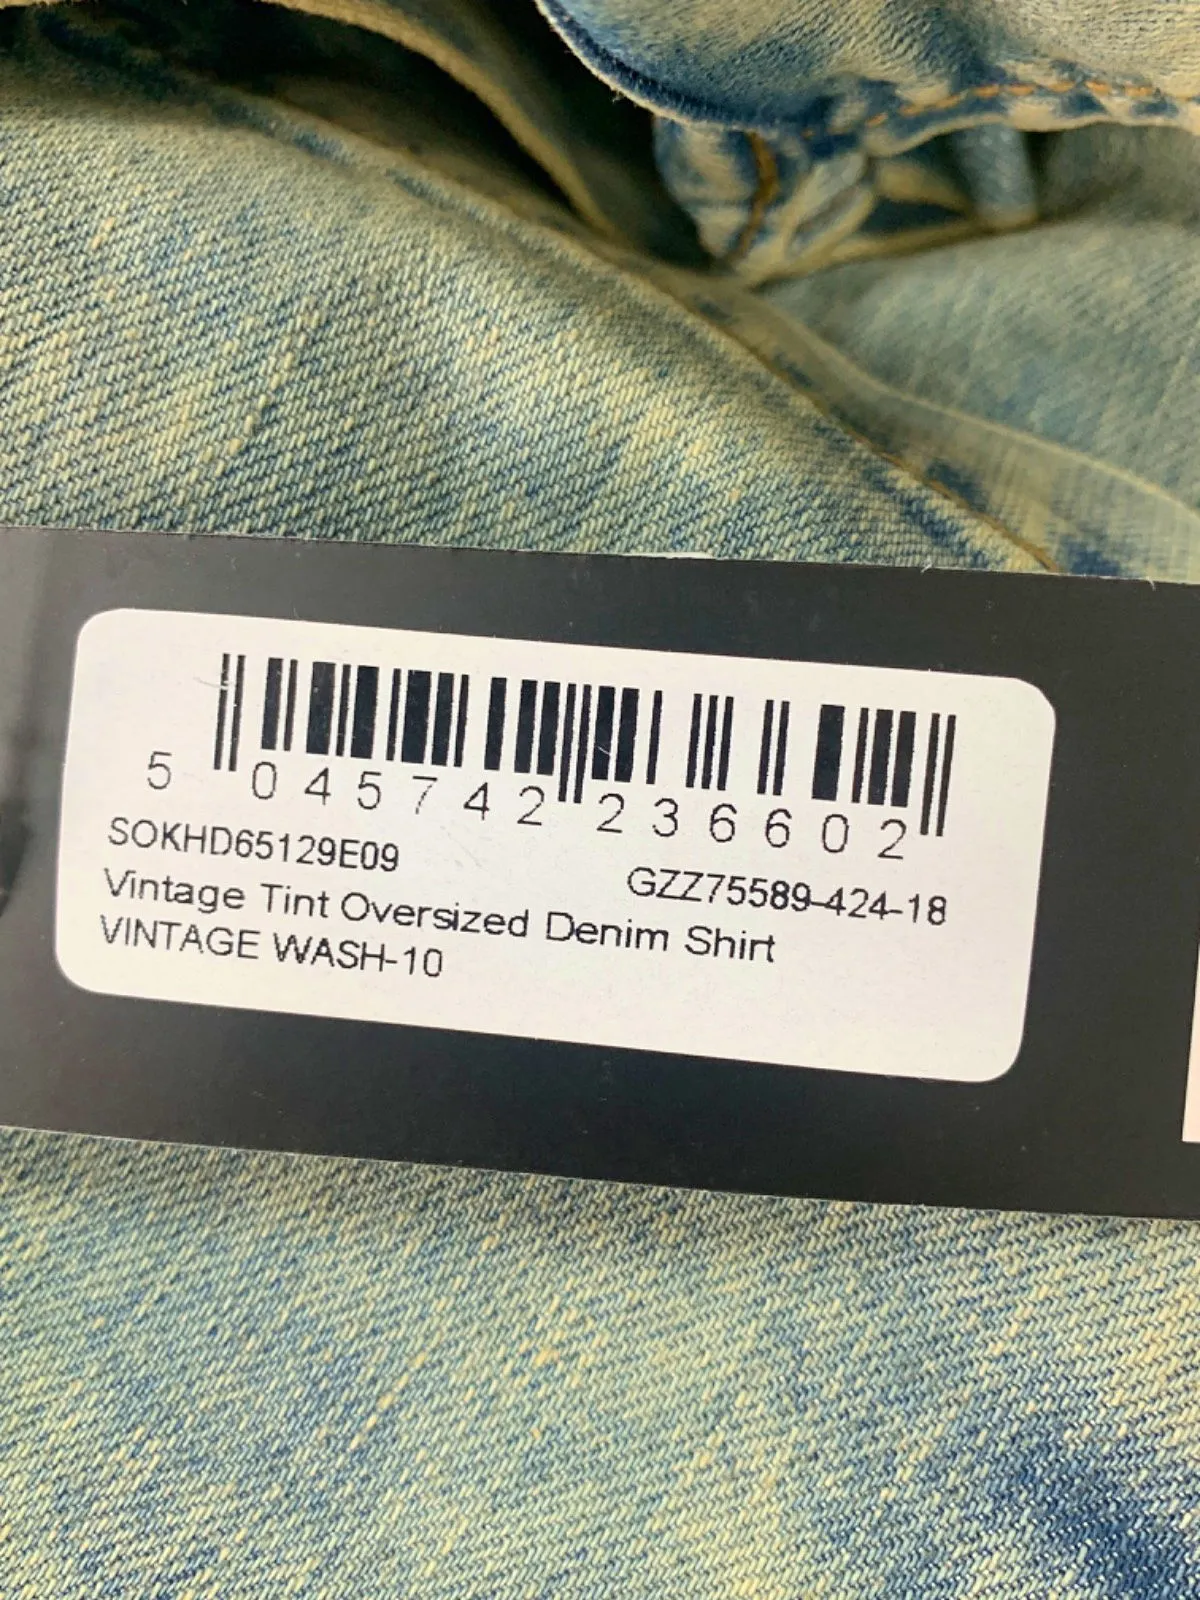 5 045742 236602
SOKHD65129E09
GZZ75589-424-18
Vintage Tint Oversized Denim Shirt
VINTAGE WASH-10